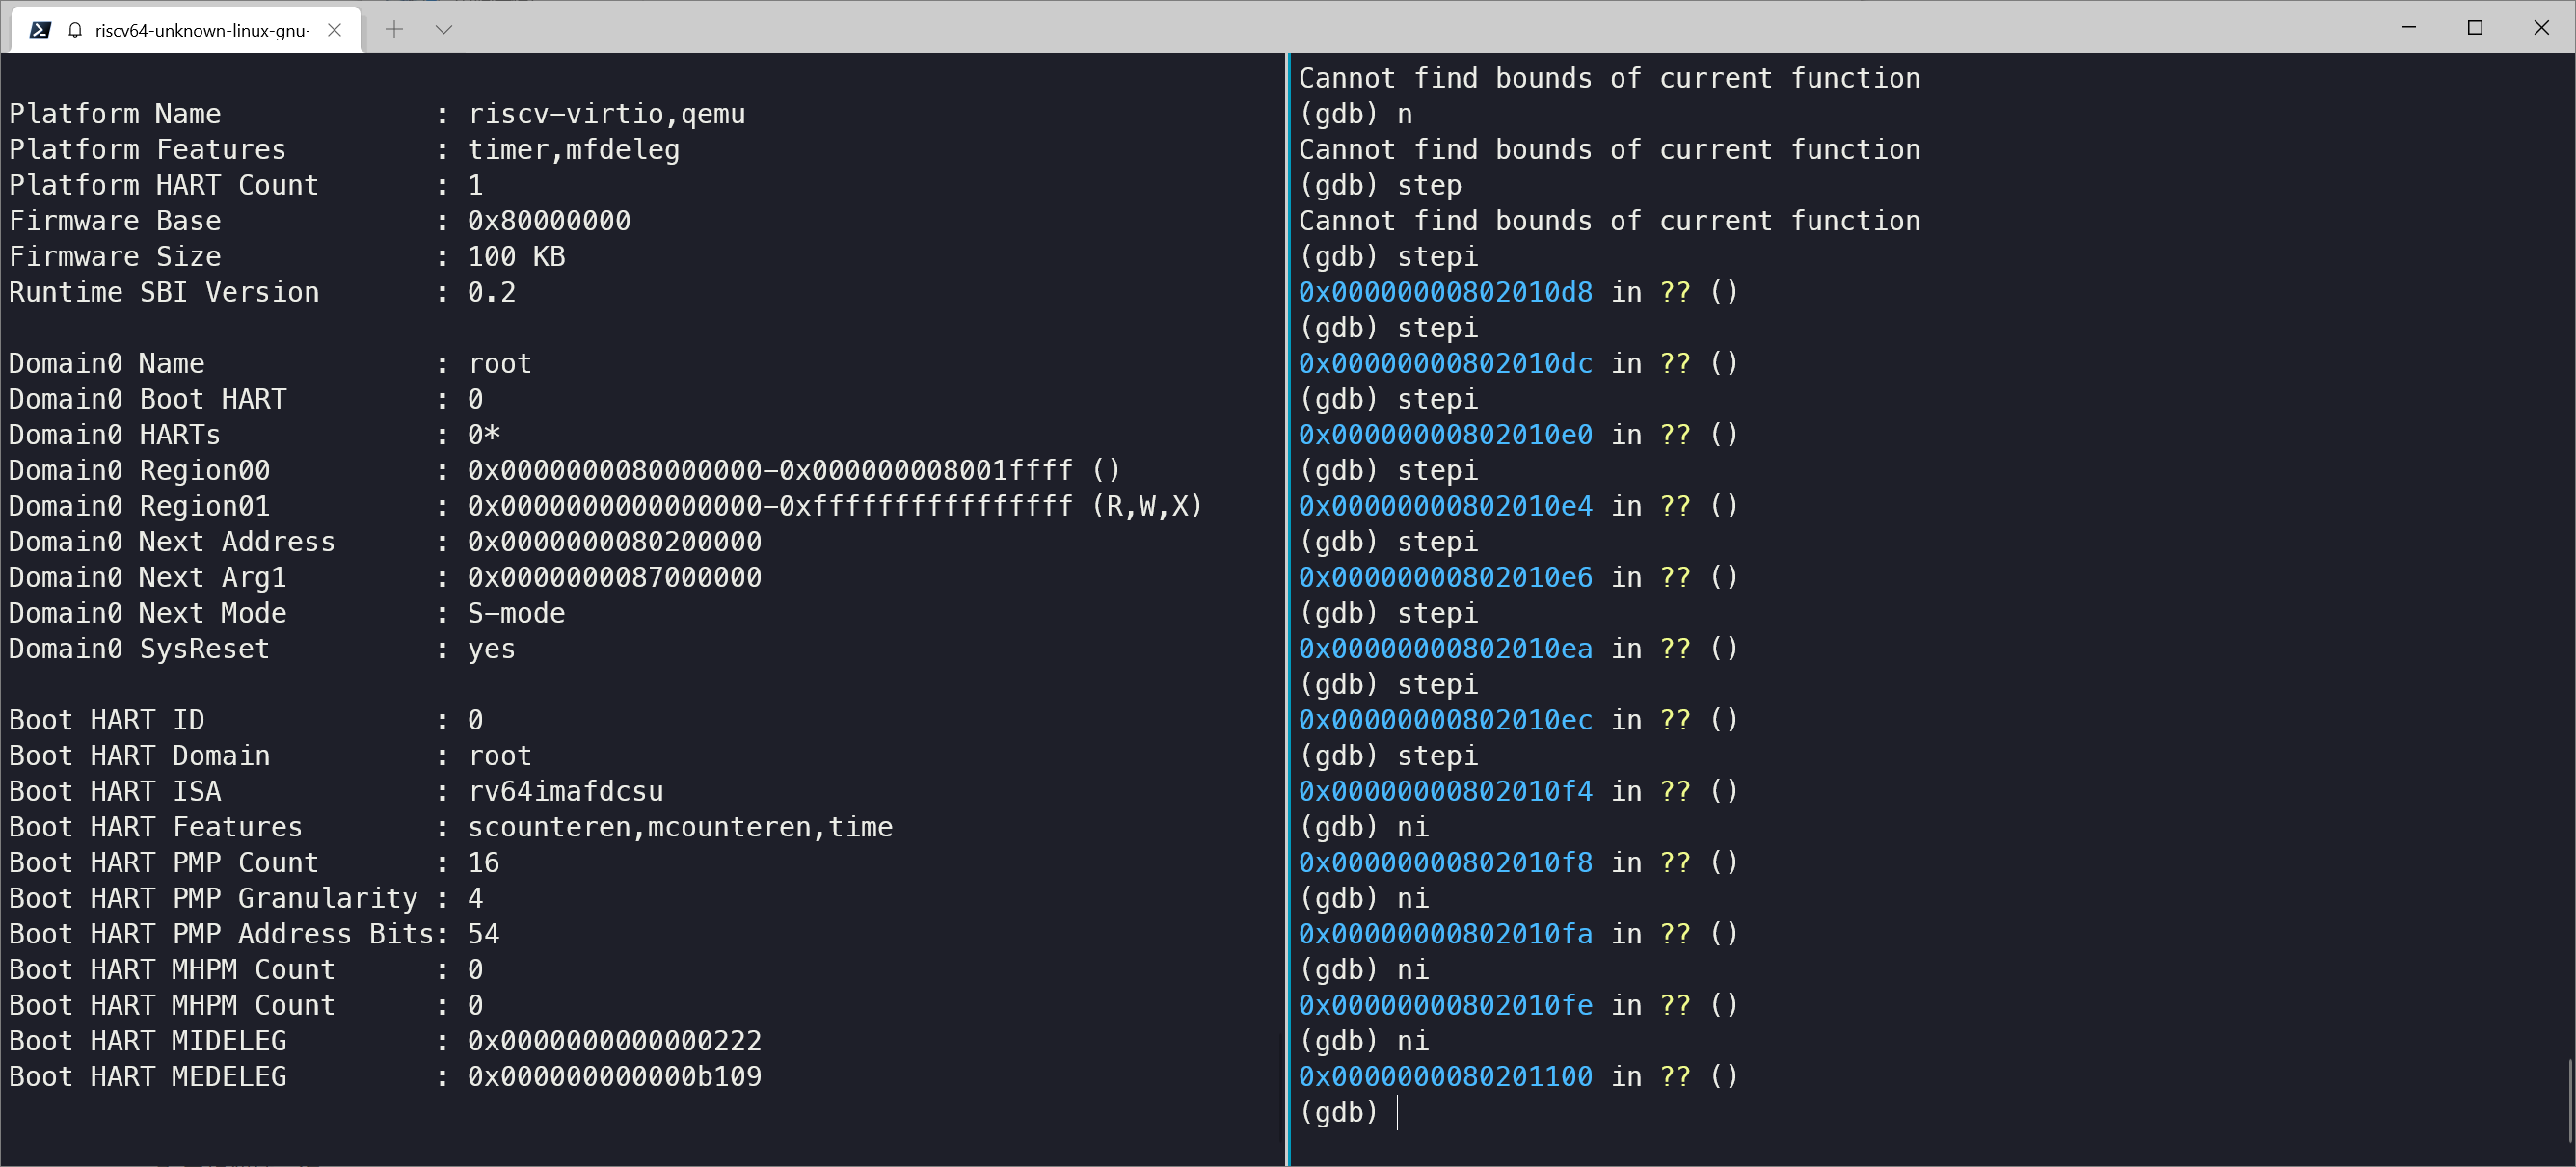 riscv64-unknown-linux-gnu-
Platform Name : riscv-virtio,qemu
Platform Features : timer,mfdeleg
Platform HART Count : 1
Firmware Base : 0x80000000
Firmware Size : 100 KB
Runtime SBI Version : 0.2
Domain0 Name : root
Domain0 Boot HART : 0
Domain0 HARTs : 0*
Domain0 Region00 : 0x0000000080000000-0x000000008001ffff ()
Domain0 Region01 : 0x0000000000000000-0xffffffffffffffff (R,W,X)
Domain0 Next Address : 0x0000000080200000
Domain0 Next Arg1 : 0x0000000087000000
Domain0 Next Mode : S-mode
Domain0 SysReset : yes
Boot HART ID : 0
Boot HART Domain : root
Boot HART ISA : rv64imafdcsu
Boot HART Features : scounteren,mcounteren,time
Boot HART PMP Count : 16
Boot HART PMP Granularity : 4
Boot HART PMP Address Bits: 54
Boot HART MHPM Count : 0
Boot HART MHPM Count : 0
Boot HART MIDELEG : 0x0000000000000222
Boot HART MEDELEG : 0x000000000000b109
Cannot find bounds of current function
(gdb) n
Cannot find bounds of current function
(gdb) step
Cannot find bounds of current function
(gdb) stepi
0x00000000802010d8 in ?? ()
(gdb) stepi
0x00000000802010dc in ?? ()
(gdb) stepi
0x00000000802010e0 in ?? ()
(gdb) stepi
0x00000000802010e4 in ?? ()
(gdb) stepi
0x00000000802010e6 in ?? ()
(gdb) stepi
0x00000000802010ea in ?? ()
(gdb) stepi
0x00000000802010ec in ?? ()
(gdb) stepi
0x00000000802010f4 in ?? ()
(gdb) ni
0x00000000802010f8 in ?? ()
(gdb) ni
0x00000000802010fa in ?? ()
(gdb) ni
0x00000000802010fe in ?? ()
(gdb) ni
0x0000000080201100 in ?? ()
(gdb)